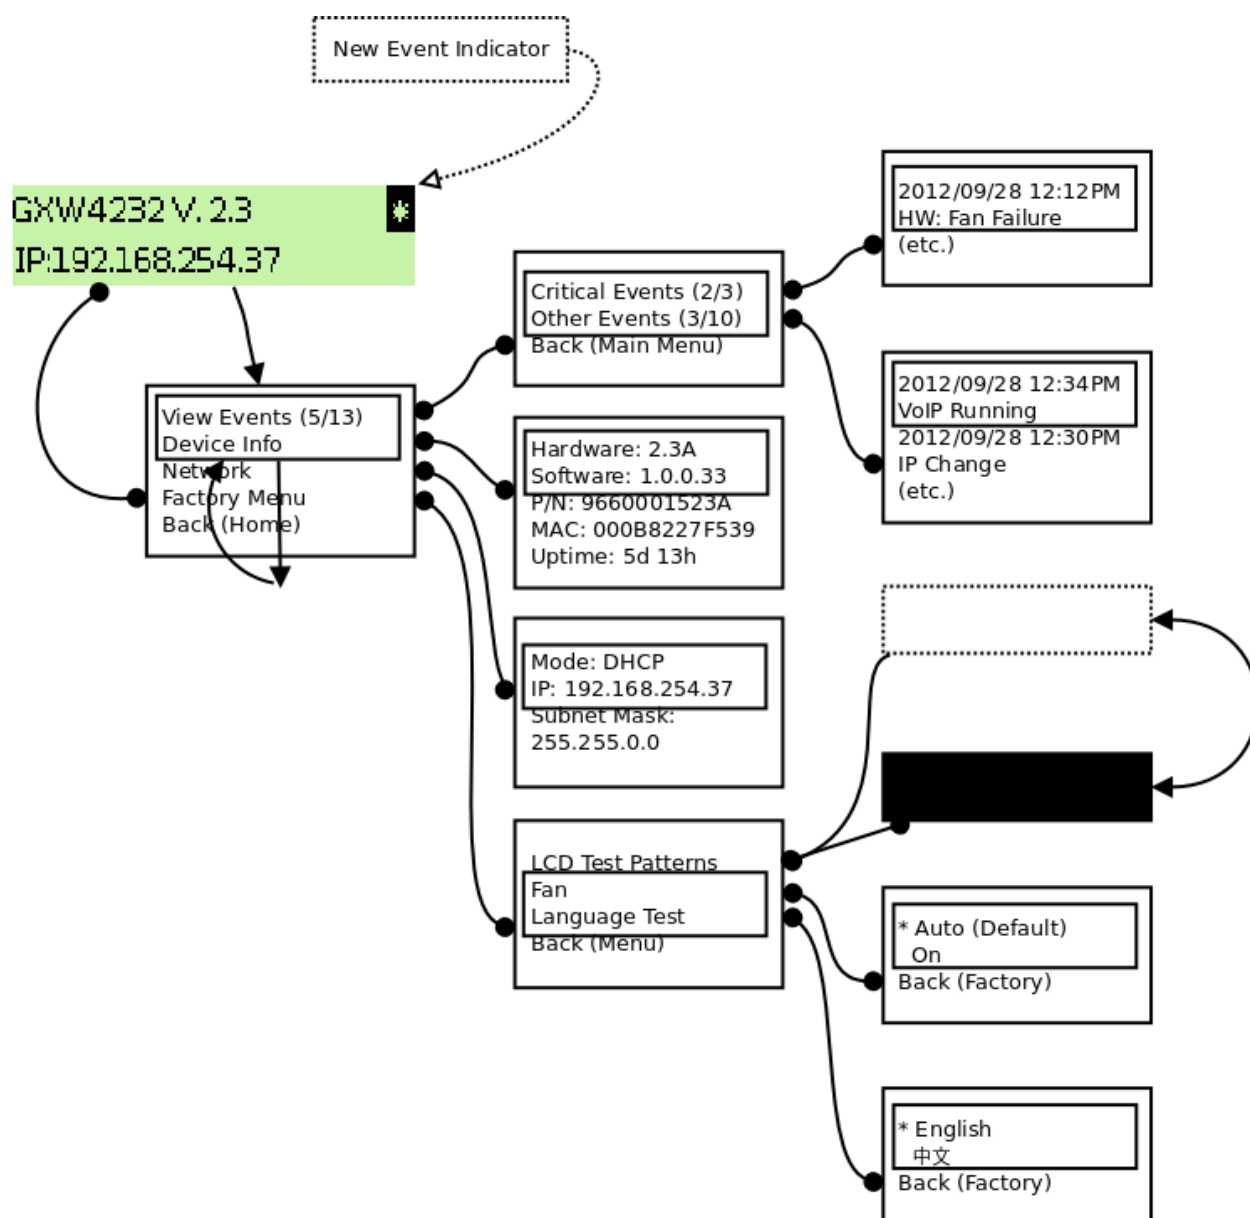 New Event Indicator
GXW4232 V. 2.3 *
IP:192.168.254.37
View Events (5/13)
Device Info
Network
Factory Menu
Back (Home)
Critical Events (2/3)
Other Events (3/10)
Back (Main Menu)
Hardware: 2.3A
Software: 1.0.0.33
P/N: 9660001523A
MAC: 000B8227F539
Uptime: 5d 13h
Mode: DHCP
IP: 192.168.254.37
Subnet Mask:
255.255.0.0
LCD Test Patterns
Fan
Language Test
Back (Menu)
2012/09/28 12:12PM
HW: Fan Failure
(etc.)
2012/09/28 12:34PM
VoIP Running
2012/09/28 12:30PM
IP Change
(etc.)
* Auto (Default)
On
Back (Factory)
* English
中文
Back (Factory)